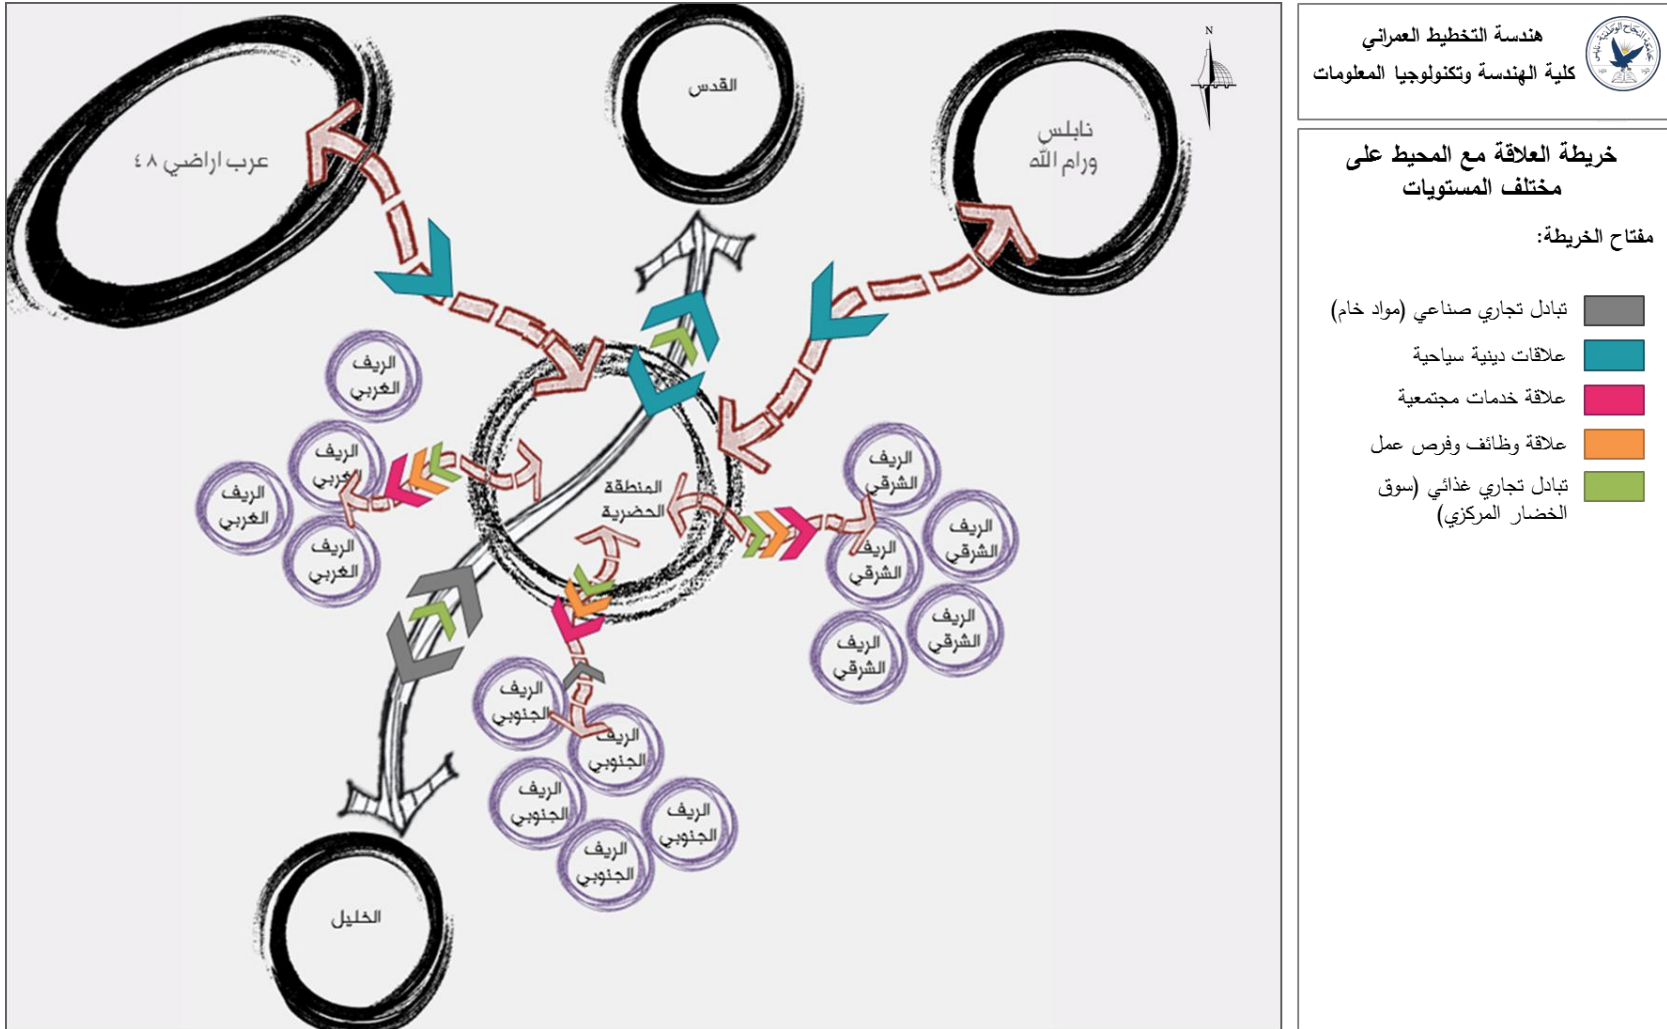 هندسة التخطيط العمراني
كلية الهندسة وتكنولوجيا المعلومات
خريطة العلاقة مع المحيط على
مختلف المستويات
مفتاح الخريطة:
تبادل تجاري صناعي (مواد خام)
علاقات دينية سياحية
علاقة خدمات مجتمعية
علاقة وظائف وفرص عمل
تبادل تجاري غذائي (سوق
الخضار المركزي)
N
القدس
نابلس
ورام الله
عرب اراضي ٤٨
الريف
الغربي
الريف
الغربي
الريف
الغربي
الريف
الغربي
المنطقة
الحضرية
الريف
الشرقي
الريف
الشرقي
الريف
الشرقي
الريف
الشرقي
الريف
الشرقي
الريف
الجنوبي
الريف
الجنوبي
الريف
الجنوبي
الريف
الجنوبي
الريف
الجنوبي
الخليل